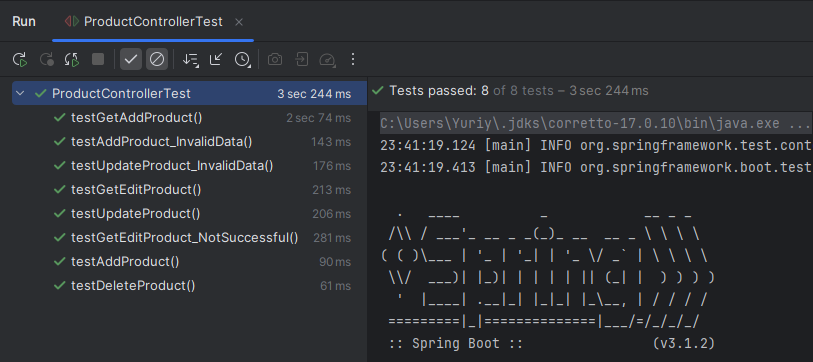 Run ProductControllerTest
ProductControllerTest 3 sec 244 ms
testGetAddProduct() 2 sec 74 ms
testAddProduct_InvalidData() 143 ms
testUpdateProduct_InvalidData() 176 ms
testGetEditProduct() 213 ms
testUpdateProduct() 206 ms
testGetEditProduct_NotSuccessful() 281 ms
testAddProduct() 90 ms
testDeleteProduct() 61 ms
Tests passed: 8 of 8 tests – 3 sec 244 ms
C:\Users\Yuriy\.jdks\corretto-17.0.10\bin\java.exe ...
23:41:19.124 [main] INFO org.springframework.test.cont
23:41:19.413 [main] INFO org.springframework.boot.test
  .   ____          _            __ _ _
 /\\ / ___'_ __ _ _(_)_ __  __ _ \ \ \ \
( ( )\___ | '_ | '_| | '_ \/ _` | \ \ \ \
 \\/  ___)| |_)| | | | | || (_| |  ) ) ) )
  '  |____| .__|_| |_|_| |_\__, | / / / /
 =========|_|==============|___/=/_/_/_/
 :: Spring Boot ::                (v3.1.2)